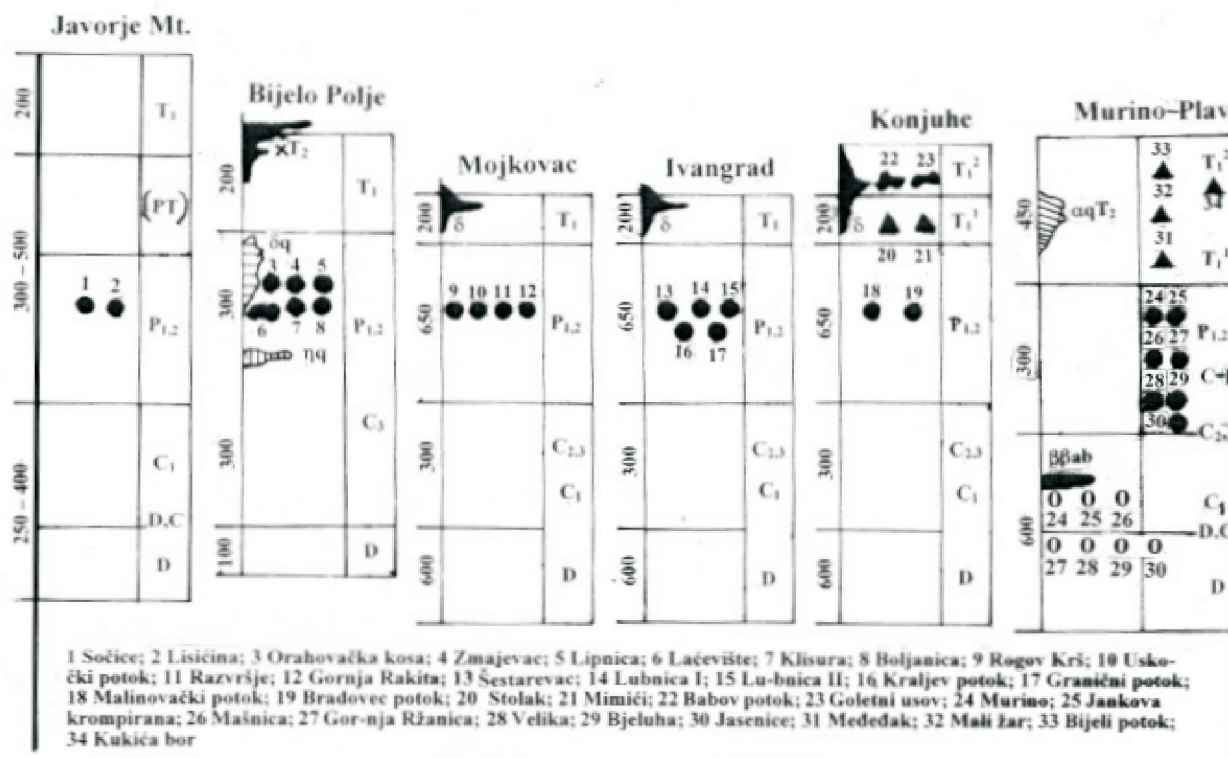 Javorje Mt.
Bijelo Polje
Mojkovac
Ivangrad
Konjuhe
Murino-Plav
200
T₁
(PT)
300 - 500
1 2
P₁,₂
C₁
250 - 400
D.C
D
200
×T₂
T₁
δq
3 4 5
300
6 7 8
P₁,₂
ηq
C₃
300
100
D
200
δ
T₁
9 10 11 12
650
P₁,₂
300
C₂,₃
C₁
600
D
200
δ
T₁
13 14 15
650
P₁,₂
16 17
300
C₂,₃
C₁
600
D
22 23
T₁²
200
δ
T₁¹
20 21
18 19
650
P₁,₂
300
C₂,₃
C₁
600
D
33
T₁²
34
32
450
αqT₂
31
T₁¹
24 25
P₁,₂
26 27
300
28 29
30
ββab
O O O
24 25 26
C₁
600
O O O O
27 28 29 30
D
1 Sočice; 2 Lisičina; 3 Orahovačka kosa; 4 Zmajevac; 5 Lipnica; 6 Laćevište; 7 Klisura; 8 Boljanica; 9 Rogov Krš; 10 Usko-
čki potok; 11 Razvršje; 12 Gornja Rakita; 13 Šestarevac; 14 Lubnica I; 15 Lu-bnica II; 16 Kraljev potok; 17 Granični potok;
18 Malinovački potok; 19 Bradovec potok; 20 Stolak; 21 Mimići; 22 Babov potok; 23 Goletni usov; 24 Murino; 25 Jankova
krompirana; 26 Mašnica; 27 Gor-nja Ržanica; 28 Velika; 29 Bjeluha; 30 Jasenice; 31 Međeđak; 32 Mali žar; 33 Bijeli potok;
34 Kukića bor